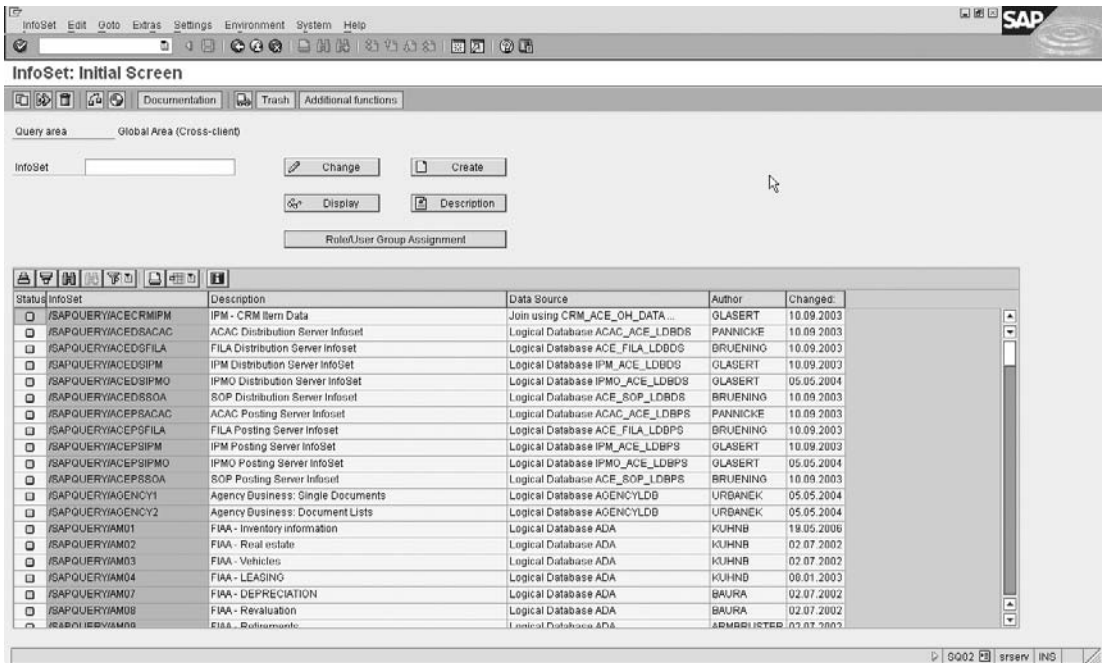 InfoSet Edit Goto Extras Settings Environment System Help
SAP
InfoSet: Initial Screen
Documentation Trash Additional functions
Query area Global Area (Cross-client)
InfoSet Change Create
Display Description
Role/User Group Assignment
Status InfoSet Description Data Source Author Changed:
/SAPQUERY/ACECRMIPM IPM - CRM Item Data Join using CRM_ACE_OH_DATA... GLASERT 10.09.2003
/SAPQUERY/ACEDSACAC ACAC Distribution Server Infoset Logical Database ACAC_ACE_LDBDS PANNICKE 10.09.2003
/SAPQUERY/ACEDSFILA FILA Distribution Server Infoset Logical Database ACE_FILA_LDBDS BRUENING 10.09.2003
/SAPQUERY/ACEDSIPM IPM Distribution Server InfoSet Logical Database IPM_ACE_LDBDS GLASERT 10.09.2003
/SAPQUERY/ACEDSIPMO IPMO Distribution Server InfoSet Logical Database IPMO_ACE_LDBDS GLASERT 05.05.2004
/SAPQUERY/ACEDSSOA SOP Distribution Server Infoset Logical Database ACE_SOP_LDBDS BRUENING 10.09.2003
/SAPQUERY/ACEPSACAC ACAC Posting Server Infoset Logical Database ACAC_ACE_LDBPS PANNICKE 10.09.2003
/SAPQUERY/ACEPSFILA FILA Posting Server Infoset Logical Database ACE_FILA_LDBPS BRUENING 10.09.2003
/SAPQUERY/ACEPSIPM IPM Posting Server InfoSet Logical Database IPM_ACE_LDBPS GLASERT 10.09.2003
/SAPQUERY/ACEPSIPMO IPMO Posting Server InfoSet Logical Database IPMO_ACE_LDBPS GLASERT 05.05.2004
/SAPQUERY/ACEPSSOA SOP Posting Server Infoset Logical Database ACE_SOP_LDBPS BRUENING 10.09.2003
/SAPQUERY/AGENCY1 Agency Business: Single Documents Logical Database AGENCYLDB URBANEK 05.05.2004
/SAPQUERY/AGENCY2 Agency Business: Document Lists Logical Database AGENCYLDB URBANEK 05.05.2004
/SAPQUERY/AM01 FIAA - Inventory information Logical Database ADA KUHNB 19.05.2006
/SAPQUERY/AM02 FIAA - Real estate Logical Database ADA KUHNB 02.07.2002
/SAPQUERY/AM03 FIAA - Vehicles Logical Database ADA KUHNB 02.07.2002
/SAPQUERY/AM04 FIAA - LEASING Logical Database ADA KUHNB 08.01.2003
/SAPQUERY/AM07 FIAA - DEPRECIATION Logical Database ADA BAURA 02.07.2002
/SAPQUERY/AM08 FIAA - Revaluation Logical Database ADA BAURA 02.07.2002
/SAPQUERY/AM09 FIAA - Retirements Logical Database ADA ARMBRUSTER 02.07.2002
SQ02 srserv INS